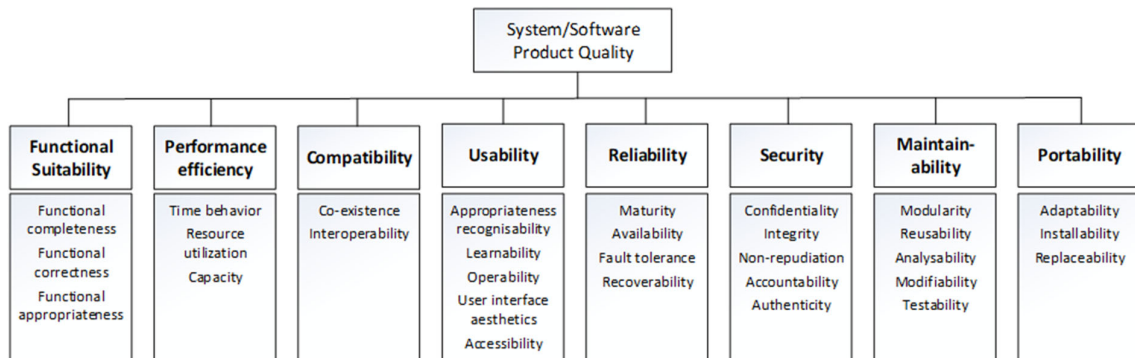 System/Software
Product Quality
Functional
Suitability
Performance
efficiency
Compatibility
Usability
Reliability
Security
Maintain-
ability
Portability
Functional
completeness
Functional
correctness
Functional
appropriateness
Time behavior
Resource
utilization
Capacity
Co-existence
Interoperability
Appropriateness
recognisability
Learnability
Operability
User interface
aesthetics
Accessibility
Maturity
Availability
Fault tolerance
Recoverability
Confidentiality
Integrity
Non-repudiation
Accountability
Authenticity
Modularity
Reusability
Analysability
Modifiability
Testability
Adaptability
Installability
Replaceability